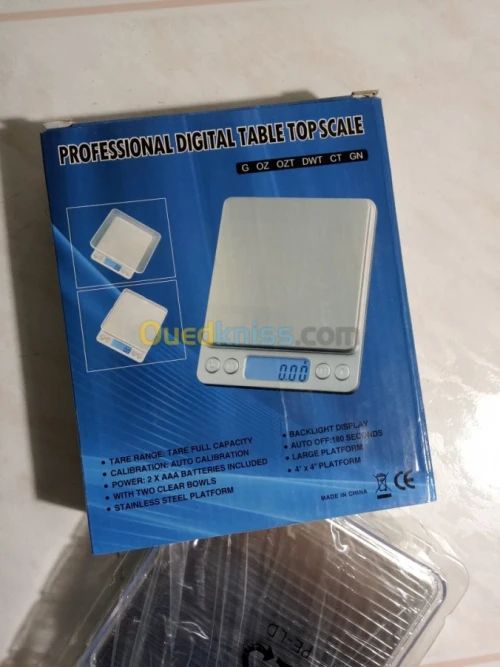 PROFESSIONAL DIGITAL TABLE TOP SCALE
G OZ OZT DWT CT GN
Ouedkniss.com
0.00
• TARE RANGE: TARE FULL CAPACITY
• CALIBRATION: AUTO CALIBRATION
• POWER: 2 X AAA BATTERIES INCLUDED
• WITH TWO CLEAR BOWLS
• STAINLESS STEEL PLATFORM
• BACKLIGHT DISPLAY
• AUTO OFF:180 SECONDS
• LARGE PLATFORM
• 4" x 4" PLATFORM
MADE IN CHINA
CE
PE-LD